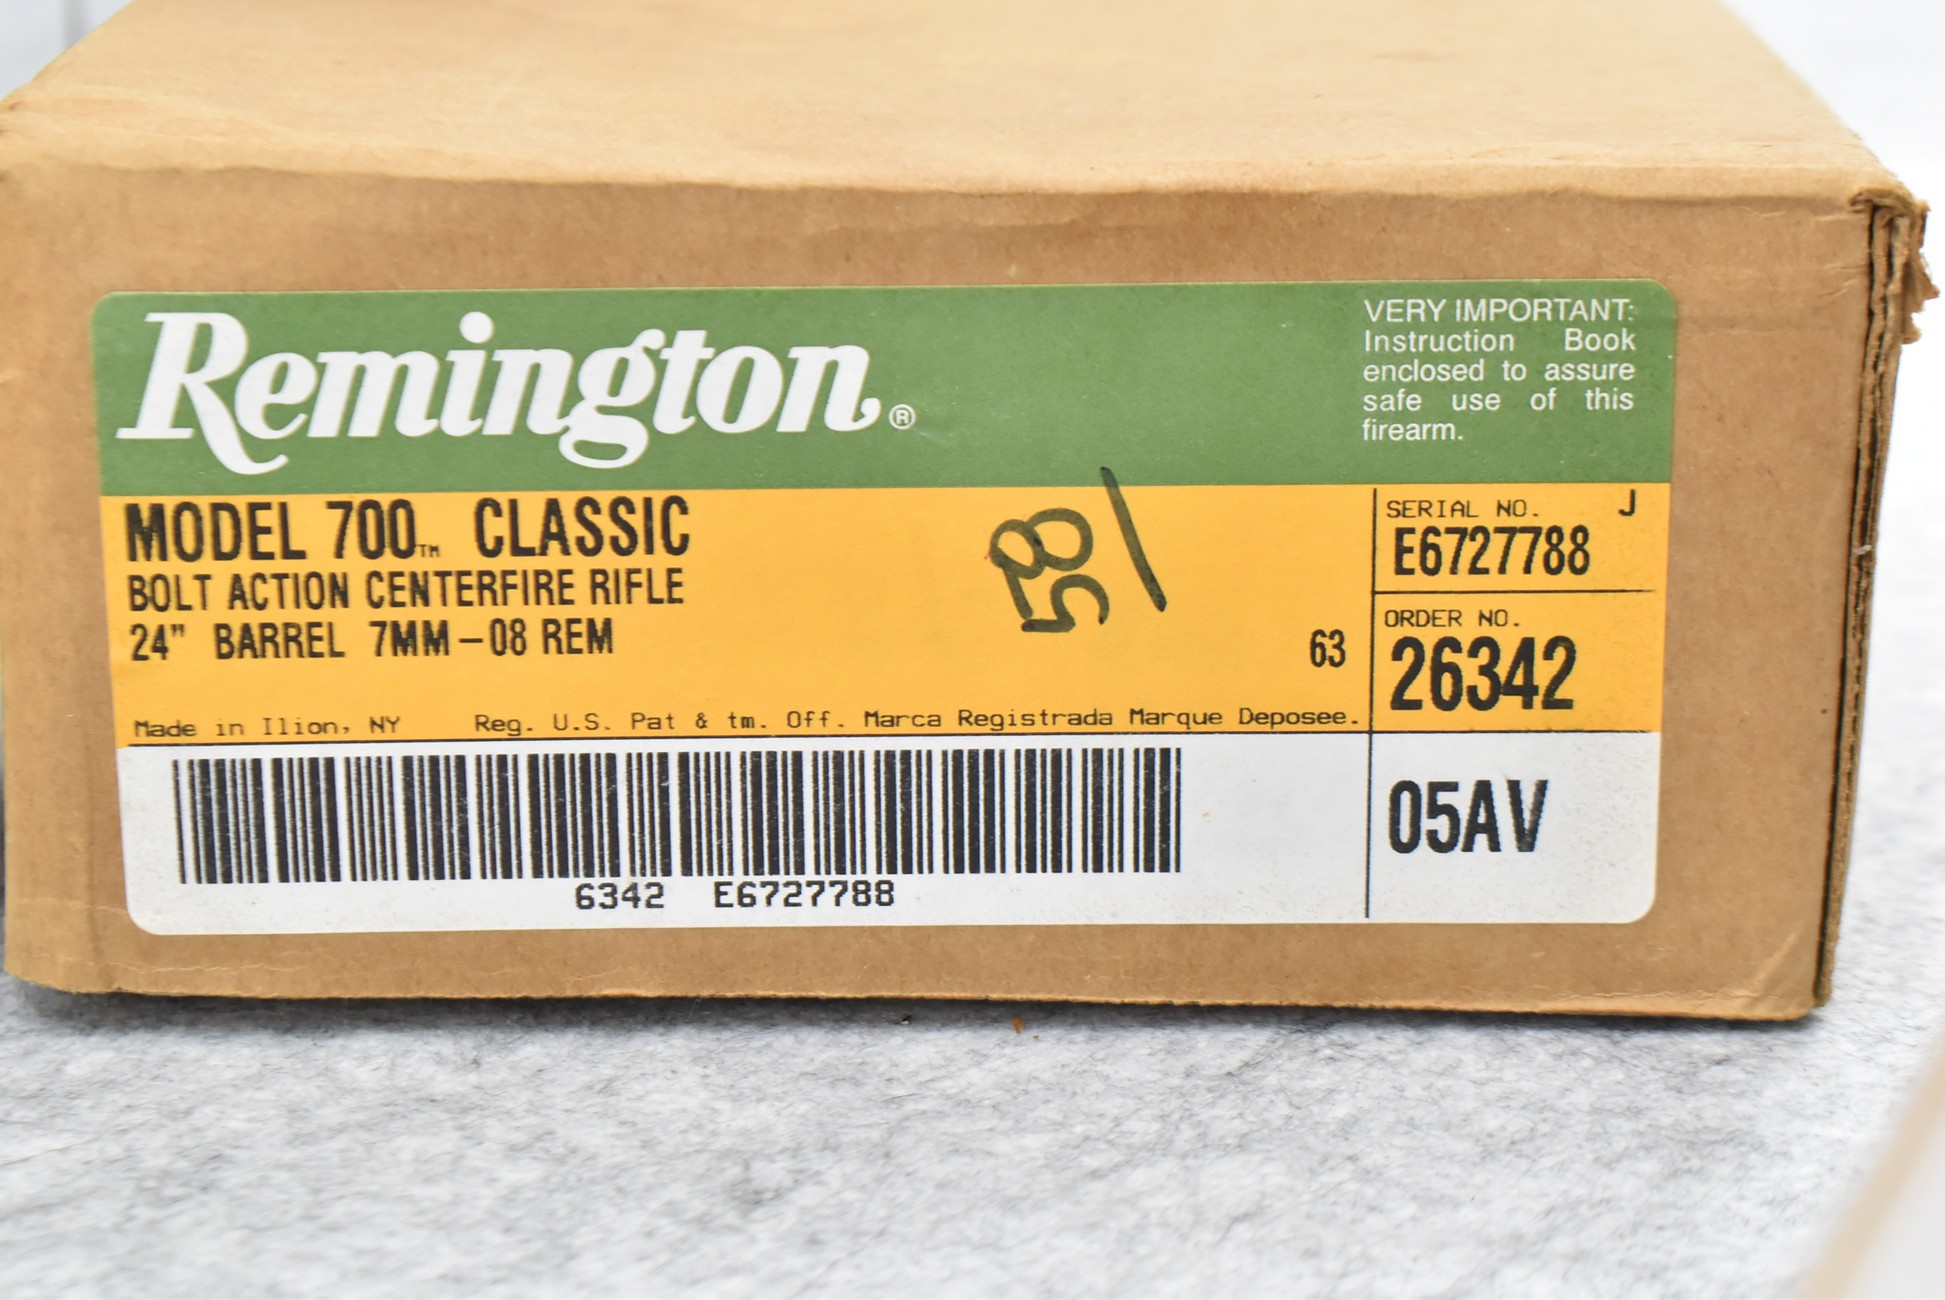 Remington®
VERY IMPORTANT:
Instruction Book
enclosed to assure
safe use of this
firearm.
MODEL 700™ CLASSIC
BOLT ACTION CENTERFIRE RIFLE
24" BARREL 7MM-08 REM
63
Made in Ilion, NY Reg. U.S. Pat & tm. Off. Marca Registrada Marque Deposee.
SERIAL NO. J
E6727788
ORDER NO.
26342
05AV
6342 E6727788